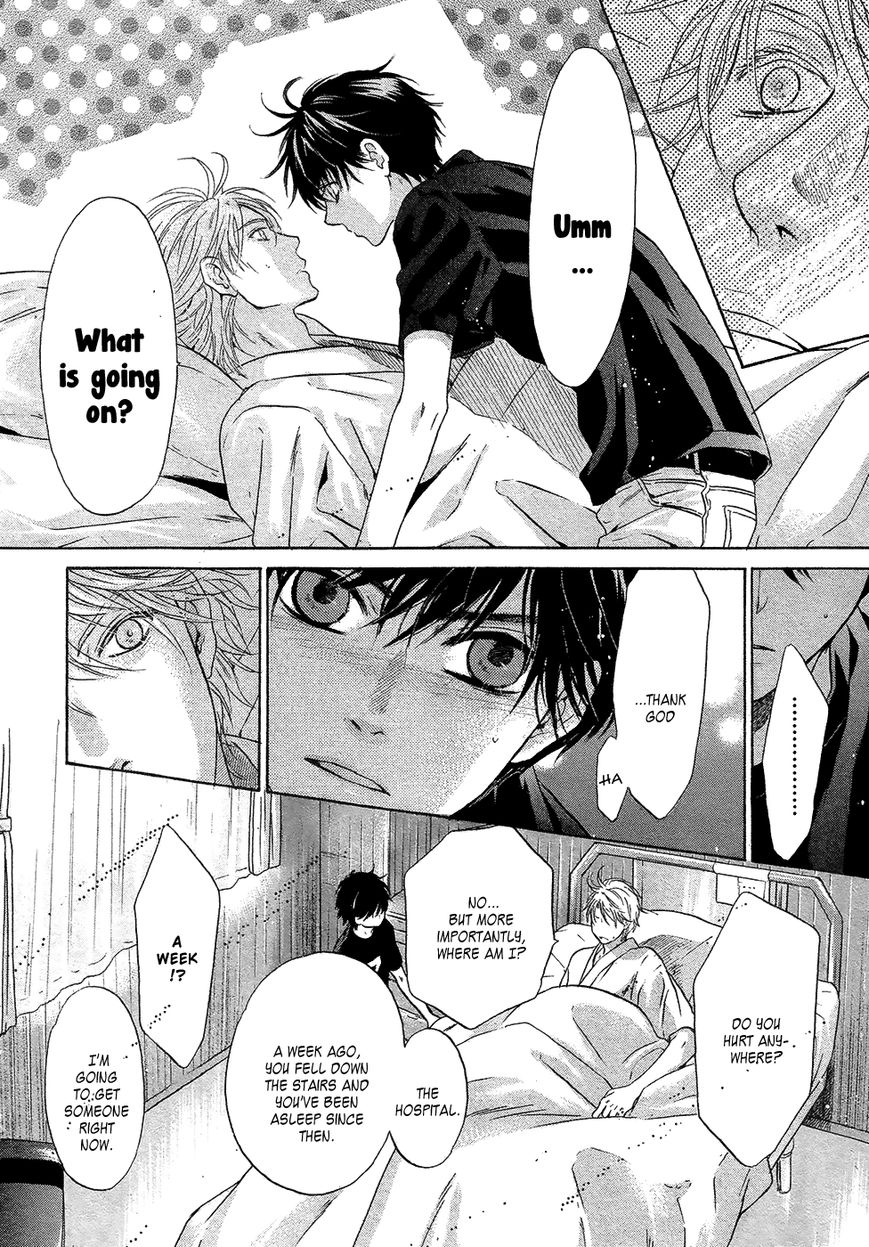 Umm
...
What
is going
on?
..........
...THANK
GOD
HA
DO YOU
HURT ANY-
WHERE?
NO...
BUT MORE
IMPORTANTLY,
WHERE AM I?
THE
HOSPITAL.
A WEEK AGO,
YOU FELL DOWN
THE STAIRS AND
YOU'VE BEEN
ASLEEP SINCE
THEN.
A
WEEK
!?
I'M
GOING
TO GET
SOMEONE
RIGHT
NOW.